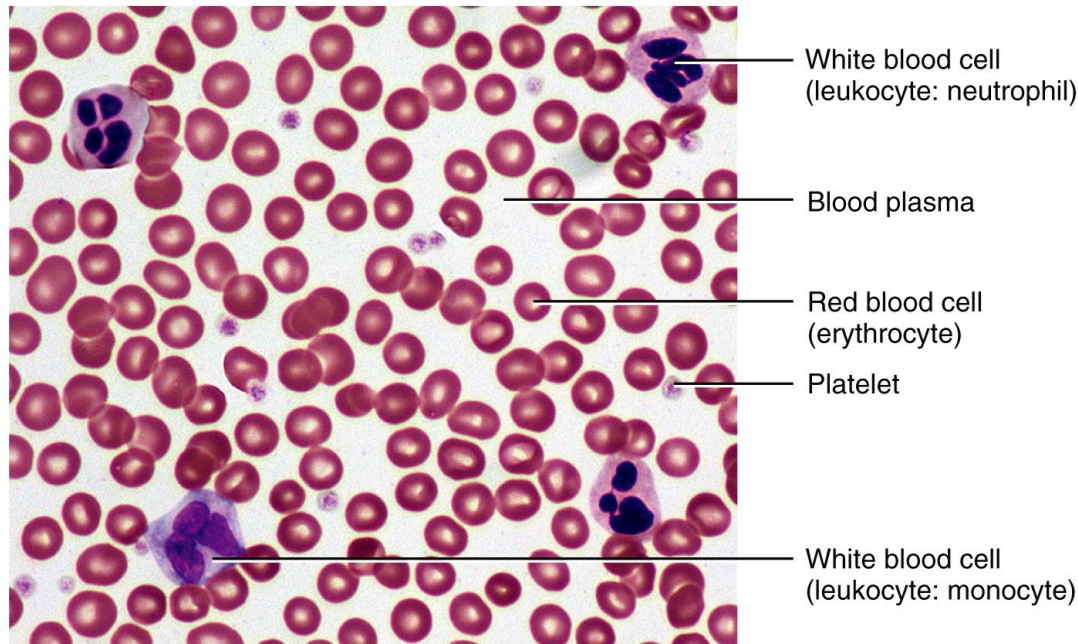 White blood cell
(leukocyte: neutrophil)
Blood plasma
Red blood cell
(erythrocyte)
Platelet
White blood cell
(leukocyte: monocyte)